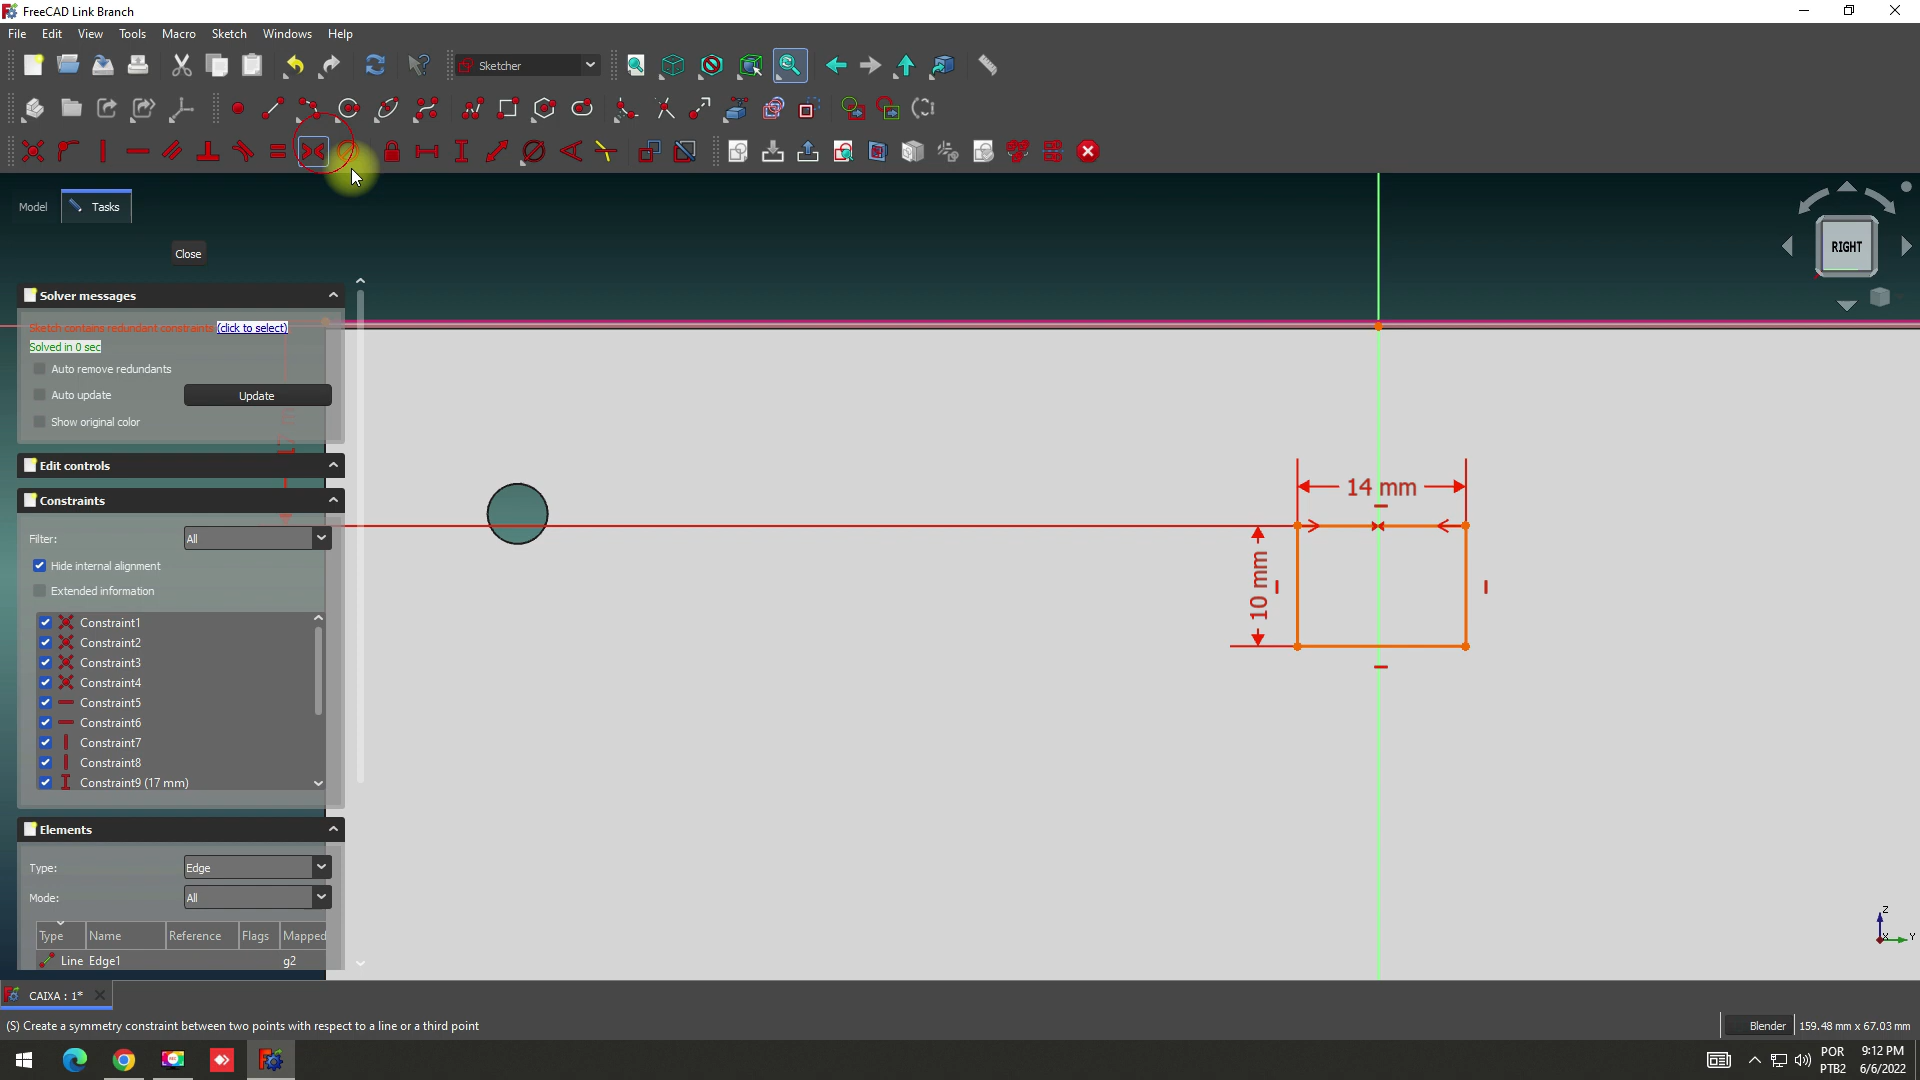 FreeCAD Link Branch
File Edit View Tools Macro Sketch Windows Help
Sketcher
Model Tasks
Close
Solver messages
Sketch contains redundant constraints (click to select)
Solved in 0 sec
Auto remove redundants
Auto update Update
Show original color
Edit controls
Constraints
Filter: All
Hide internal alignment
Extended information
Constraint1
Constraint2
Constraint3
Constraint4
Constraint5
Constraint6
Constraint7
Constraint8
Constraint9 (17 mm)
Elements
Type: Edge
Mode: All
Type Name Reference Flags Mapped
Line Edge1 g2
14 mm
10 mm
RIGHT
Z
X Y
CAIXA : 1*
(S) Create a symmetry constraint between two points with respect to a line or a third point
Blender 159.48 mm x 67.03 mm
POR 9:12 PM
PTB2 6/6/2022